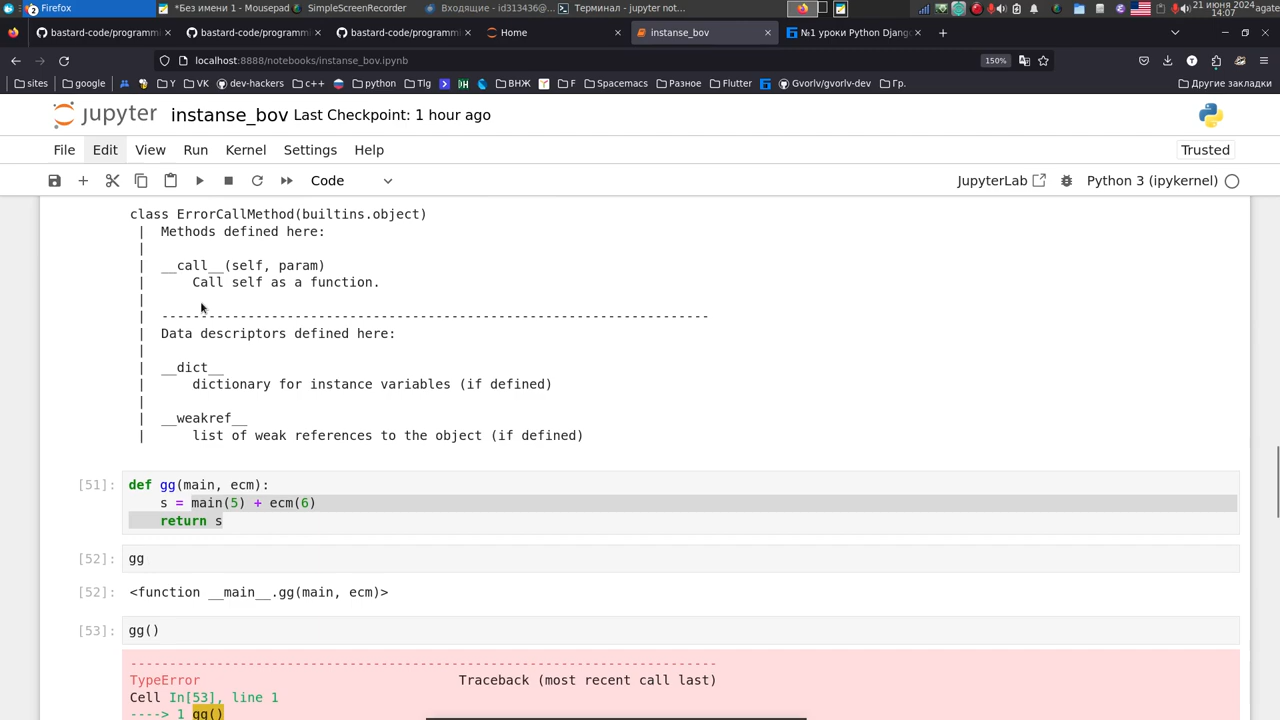 Firefox
2
*Без имени 1 - Mousepad
SimpleScreenRecorder
Входящие - id313436@...
Терминал - jupyter not...
21 июня 2024
14:07
agate
bastard-code/programmi
bastard-code/programmi
bastard-code/programmi
Home
instanse_bov
№1 уроки Python Djang
localhost:8888/notebooks/instanse_bov.ipynb
150%
sites
google
Y
VK
dev-hackers
c++
python
Tlg
ВНЖ
F
Spacemacs
Разное
Flutter
Gvorlv/gvorlv-dev
Гр.
Другие закладки
jupyter
instanse_bov Last Checkpoint: 1 hour ago
File Edit View Run Kernel Settings Help
Trusted
Code
JupyterLab
Python 3 (ipykernel)
class ErrorCallMethod(builtins.object)
| Methods defined here:
|
| __call__(self, param)
| Call self as a function.
|
| ----------------------------------------------------------------------
| Data descriptors defined here:
|
| __dict__
| dictionary for instance variables (if defined)
|
| __weakref__
| list of weak references to the object (if defined)
[51]: def gg(main, ecm):
s = main(5) + ecm(6)
return s
[52]: gg
[52]: <function __main__.gg(main, ecm)>
[53]: gg()
---------------------------------------------------------------------------
TypeError Traceback (most recent call last)
Cell In[53], line 1
----> 1 gg()